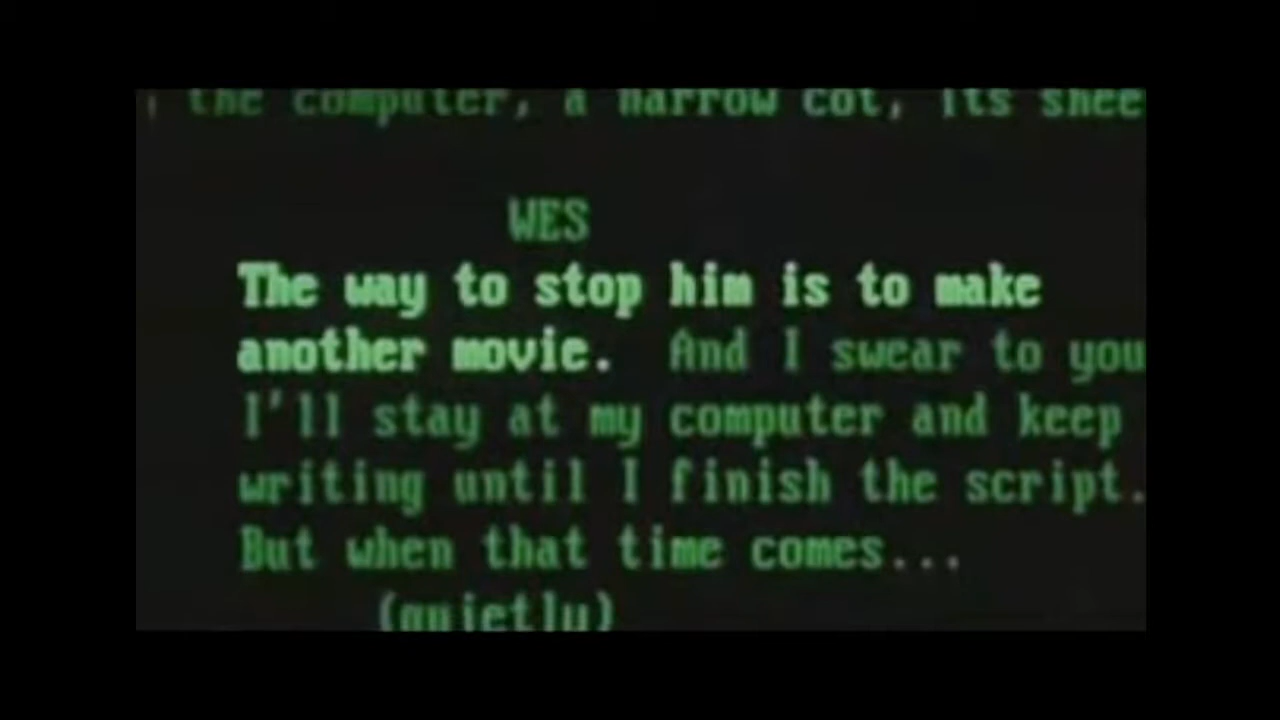 the computer, a narrow cot, its
WES
The way to stop him is to make
another movie. And I swear to you
I'll stay at my computer and keep
writing until I finish the script.
But when that time comes...
(quietly)